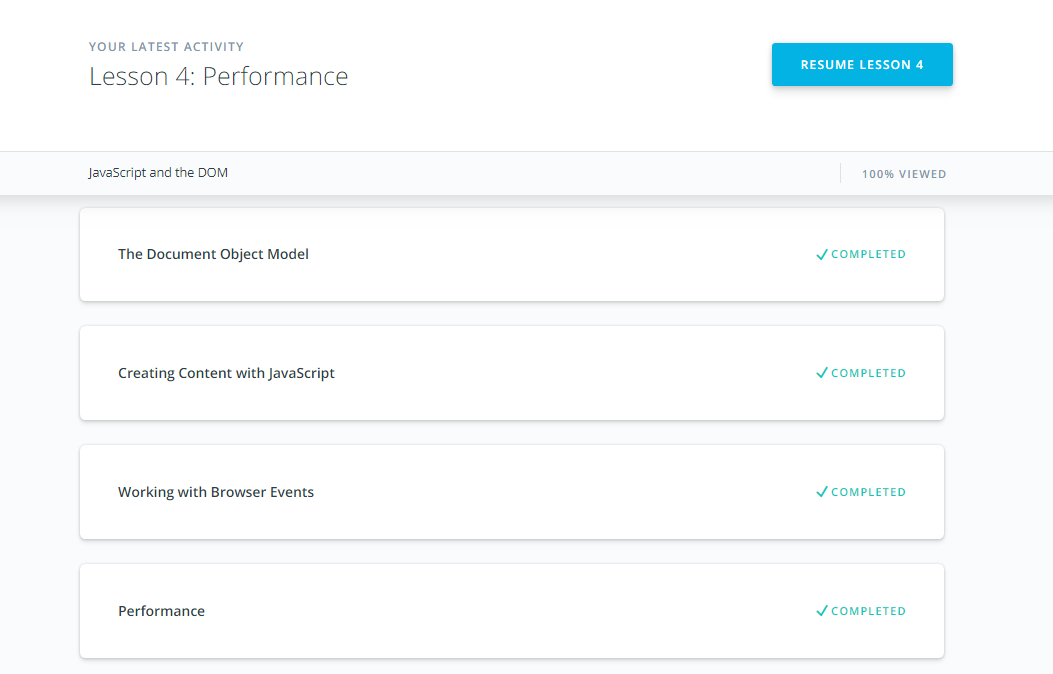 YOUR LATEST ACTIVITY
Lesson 4: Performance
RESUME LESSON 4
JavaScript and the DOM
100% VIEWED
The Document Object Model
COMPLETED
Creating Content with JavaScript
COMPLETED
Working with Browser Events
COMPLETED
Performance
COMPLETED